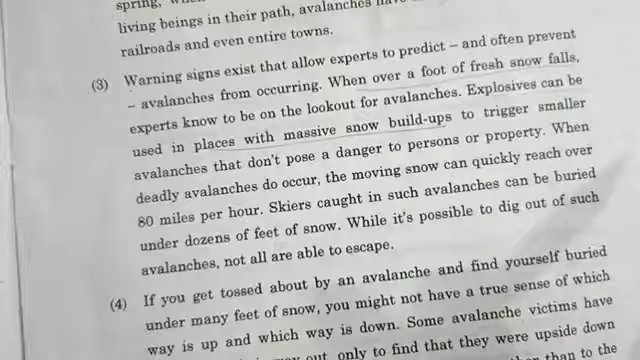 spring,
living beings in their path, avalanches
railroads and even entire towns.
(3) Warning signs exist that allow experts to predict – and often prevent
– avalanches from occurring. When over a foot of fresh snow falls,
experts know to be on the lookout for avalanches. Explosives can be
used in places with massive snow build-ups to trigger smaller
avalanches that don't pose a danger to persons or property. When
deadly avalanches do occur, the moving snow can quickly reach over
80 miles per hour. Skiers caught in such avalanches can be buried
under dozens of feet of snow. While it's possible to dig out of such
avalanches, not all are able to escape.
(4) If you get tossed about by an avalanche and find yourself buried
under many feet of snow, you might not have a true sense of which
way is up and which way is down. Some avalanche victims have
out, only to find that they were upside down
than to the